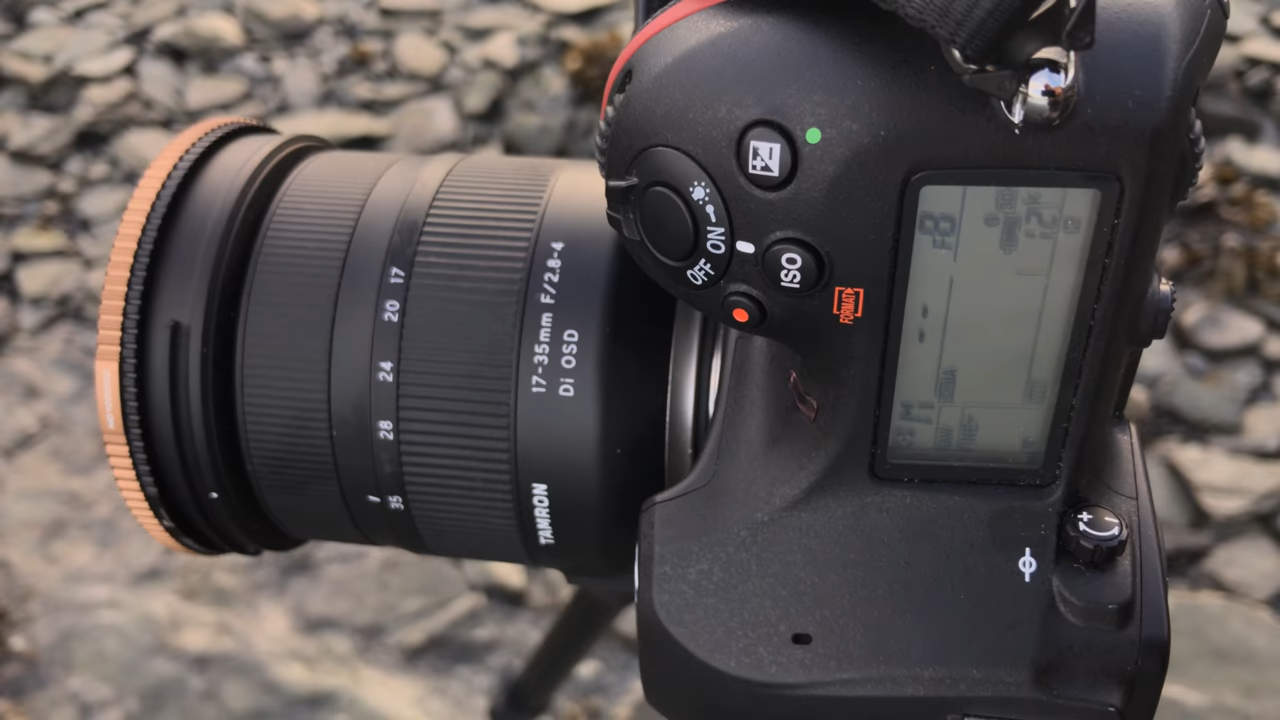 17-35mm F/2.8-4
Di OSD
TAMRON
17
20
24
28
35
ON
OFF
ISO
FORMAT
F8